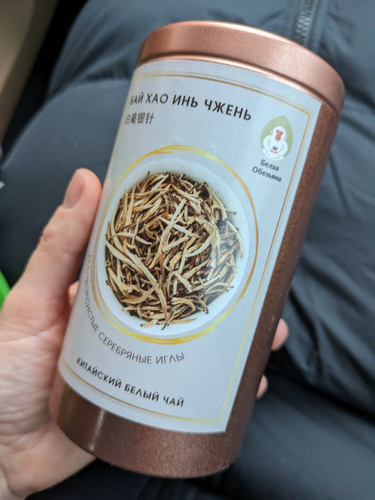 БАЙ ХАО ИНЬ ЧЖЕНЬ
白毫银针
Белая
Обезьяна
СЕРЕБРЯНЫЕ ИГЛЫ
КИТАЙСКИЙ БЕЛЫЙ ЧАЙ